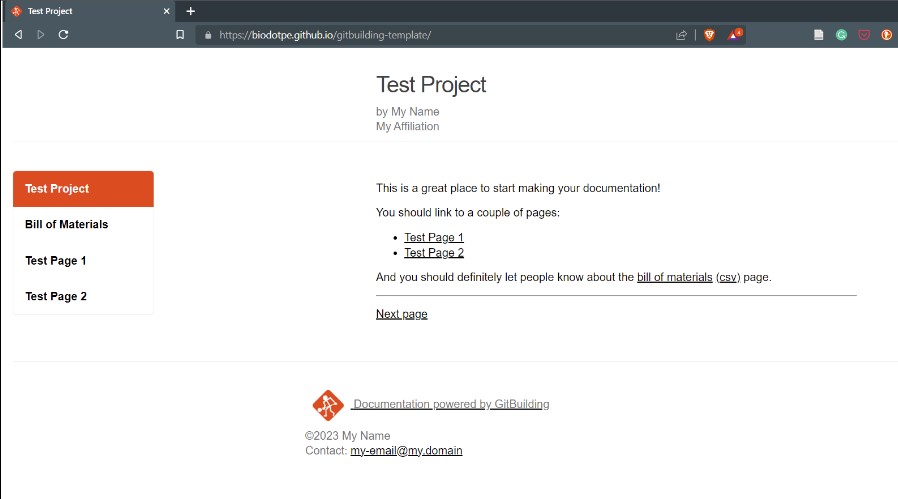 Test Project
https://biodotpe.github.io/gitbuilding-template/
4
Test Project
by My Name
My Affiliation
Test Project
Bill of Materials
Test Page 1
Test Page 2
This is a great place to start making your documentation!
You should link to a couple of pages:
• Test Page 1
• Test Page 2
And you should definitely let people know about the bill of materials (csv) page.
Next page
Documentation powered by GitBuilding
©2023 My Name
Contact: my-email@my.domain